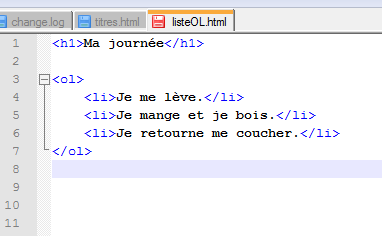 change.log titres.html listeOL.html
1 <h1>Ma journée</h1>
2
3 <ol>
4 <li>Je me lève.</li>
5 <li>Je mange et je bois.</li>
6 <li>Je retourne me coucher.</li>
7 </ol>
8
9
10
11